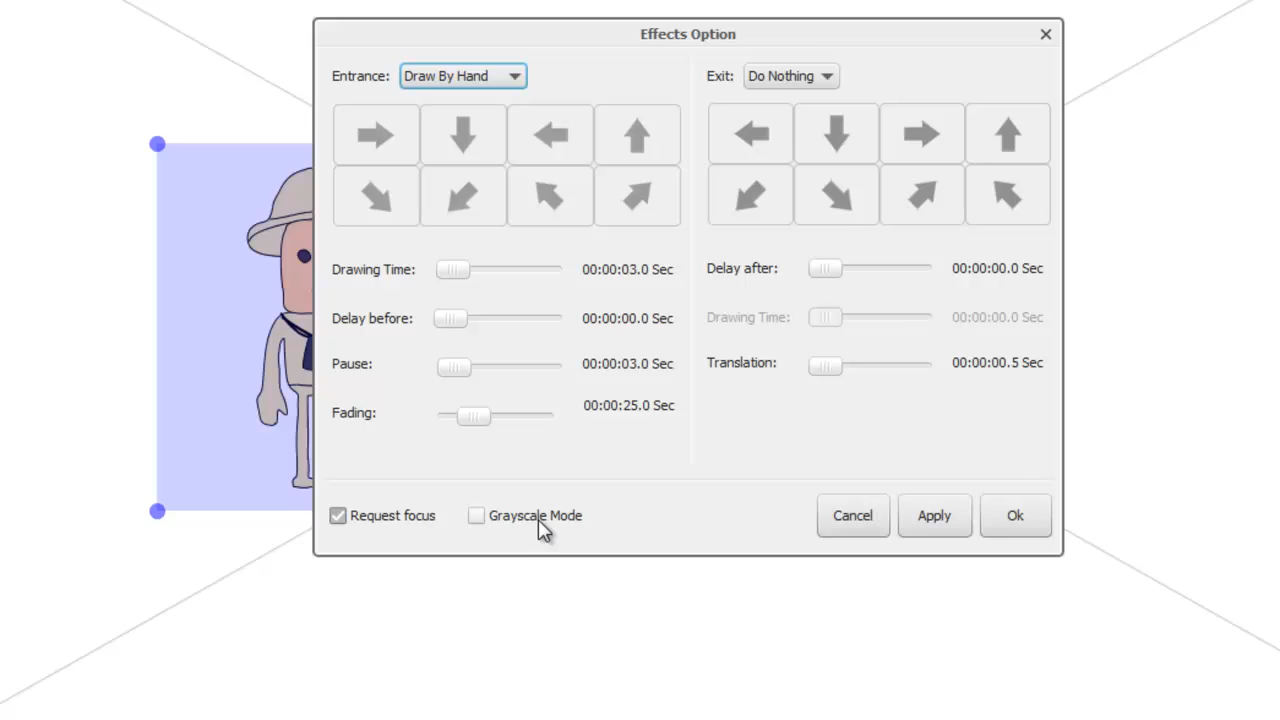 Effects Option
Entrance: Draw By Hand
Exit: Do Nothing
Drawing Time: 00:00:03.0 Sec
Delay before: 00:00:00.0 Sec
Pause: 00:00:03.0 Sec
Fading: 00:00:25.0 Sec
Delay after: 00:00:00.0 Sec
Drawing Time: 00:00:00.0 Sec
Translation: 00:00:00.5 Sec
Request focus
Grayscale Mode
Cancel
Apply
Ok